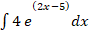 ∫ 4 e^(2x−5) dx